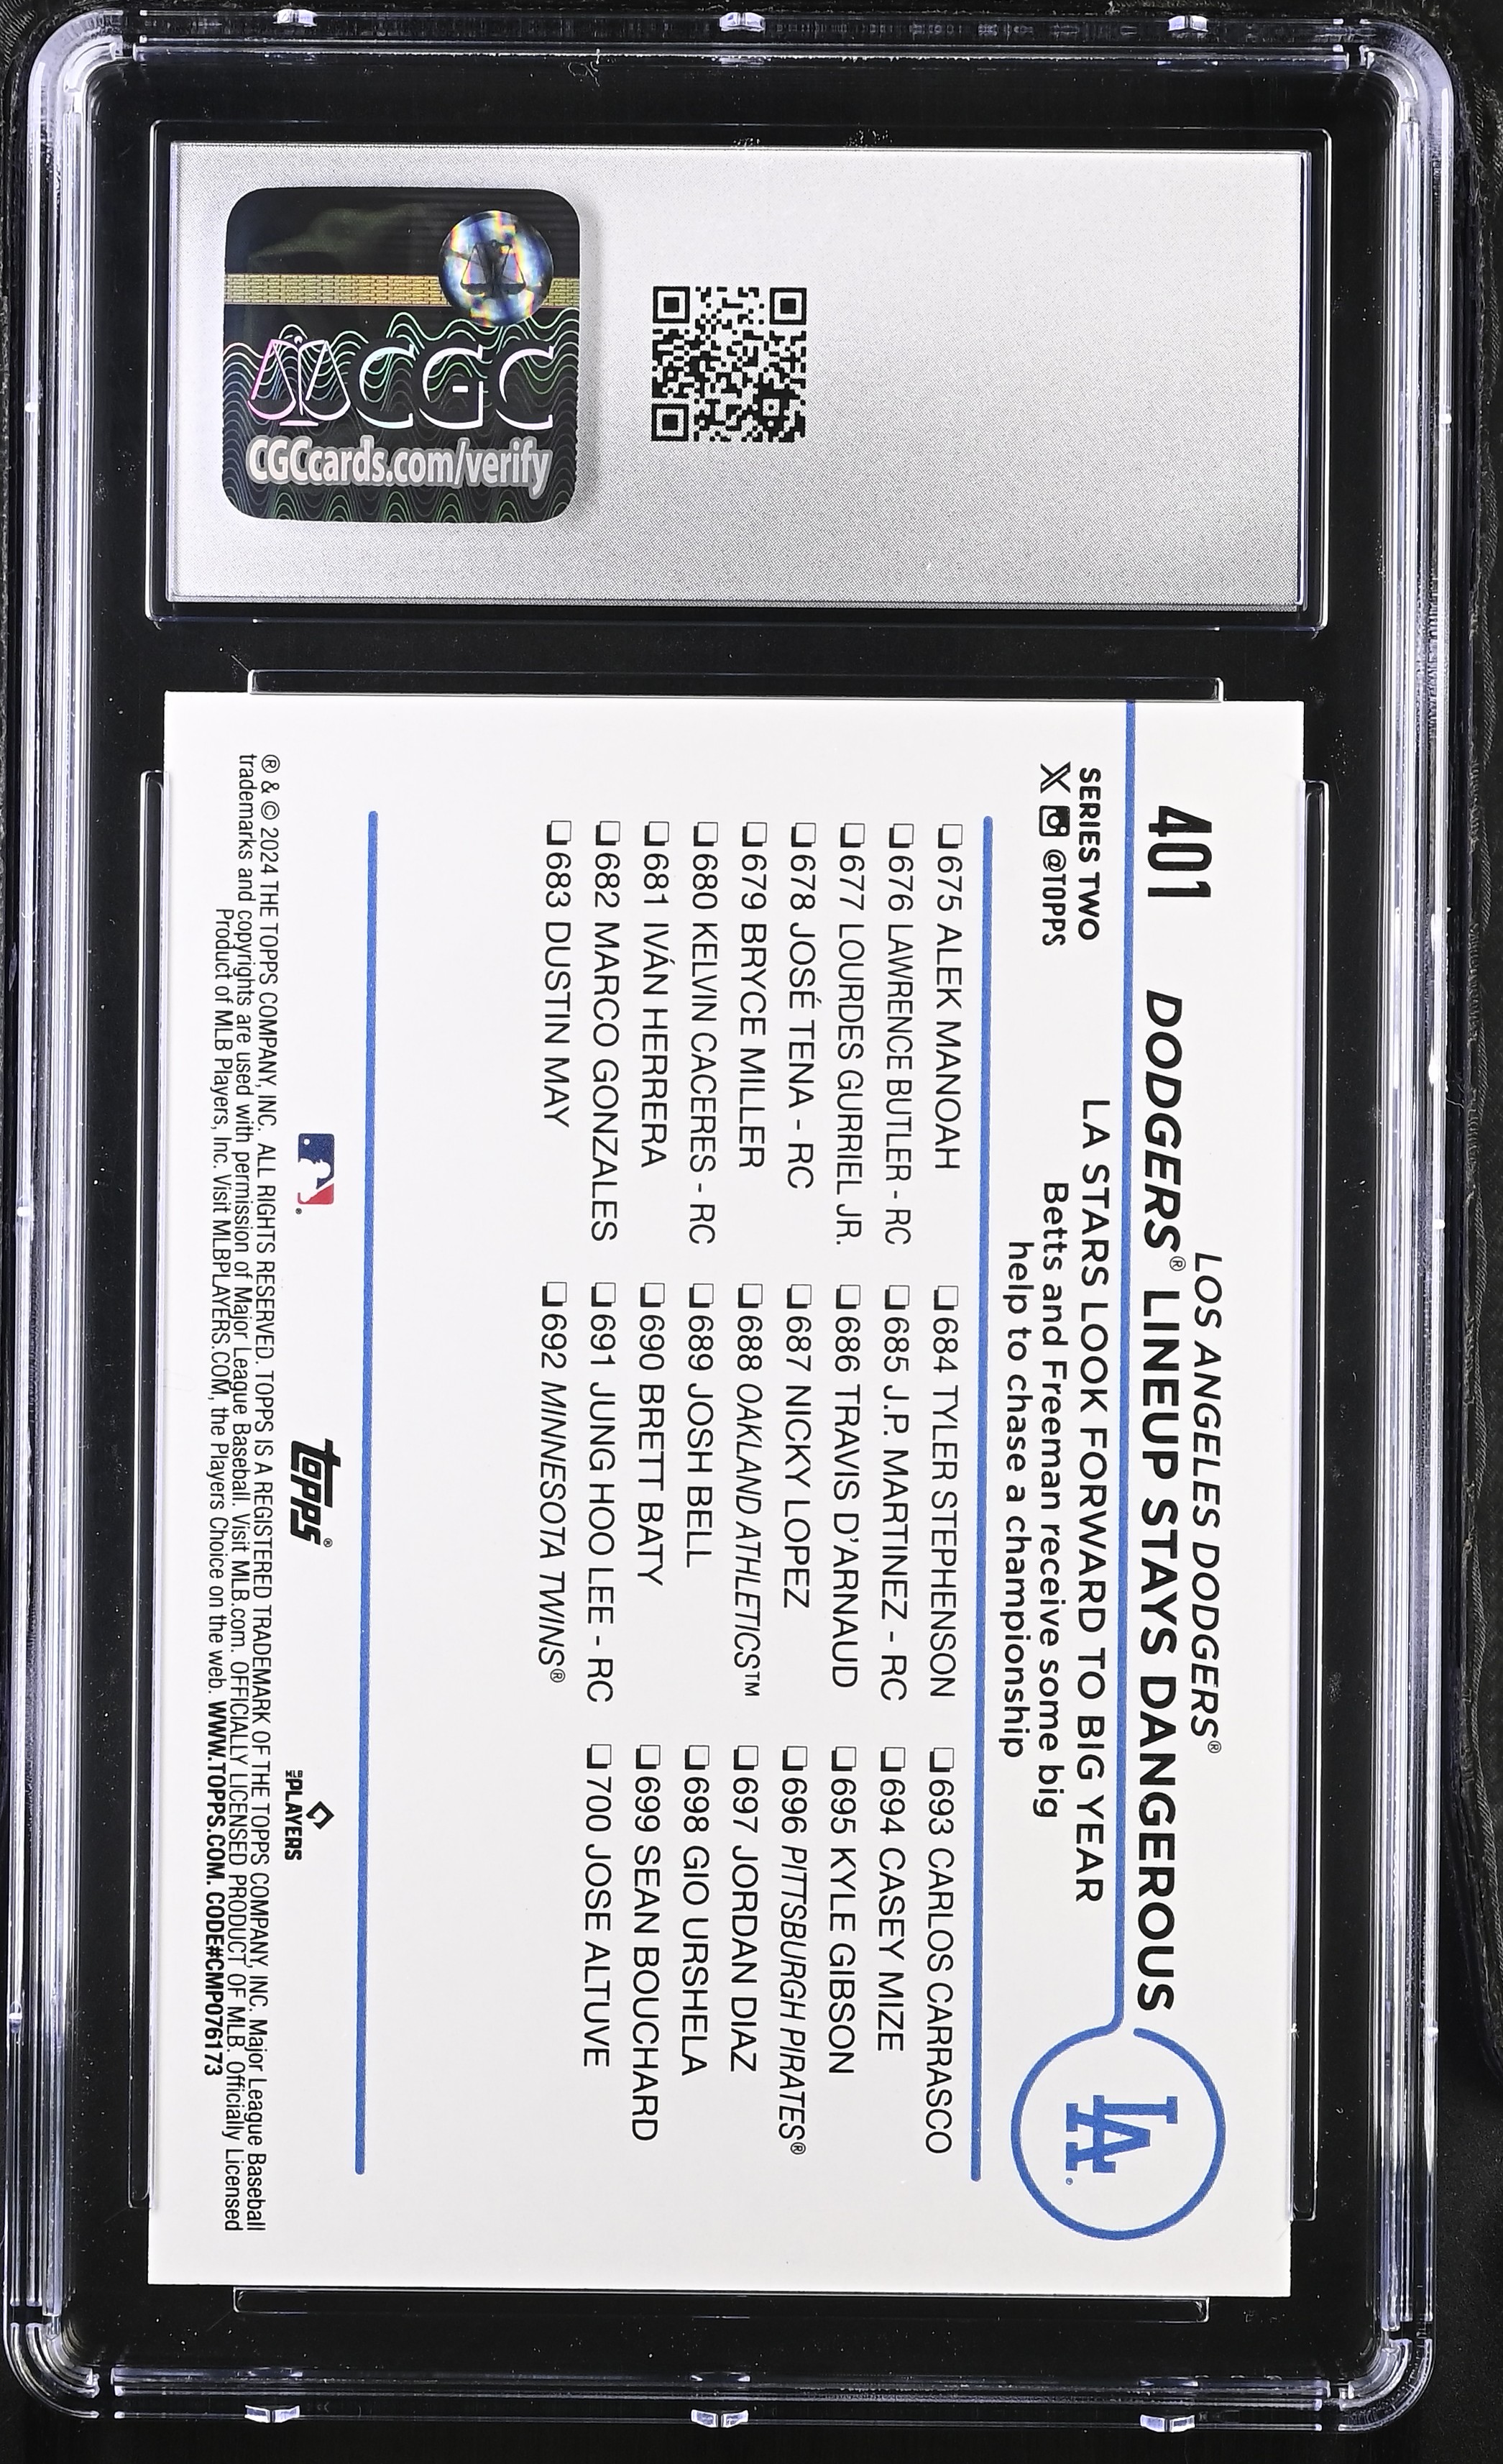 CGC
CGCcards.com/verify
401
LOS ANGELES DODGERS®
DODGERS® LINEUP STAYS DANGEROUS
SERIES TWO
X @TOPPS
LA STARS LOOK FORWARD TO BIG YEAR
Betts and Freeman receive some big
help to chase a championship
LA
675 ALEK MANOAH
676 LAWRENCE BUTLER - RC
677 LOURDES GURRIEL JR.
678 JOSÉ TENA - RC
679 BRYCE MILLER
680 KELVIN CACERES - RC
681 IVÁN HERRERA
682 MARCO GONZALES
683 DUSTIN MAY
684 TYLER STEPHENSON
685 J.P. MARTINEZ - RC
686 TRAVIS D'ARNAUD
687 NICKY LOPEZ
688 OAKLAND ATHLETICS™
689 JOSH BELL
690 BRETT BATY
691 JUNG HOO LEE - RC
692 MINNESOTA TWINS®
693 CARLOS CARRASCO
694 CASEY MIZE
695 KYLE GIBSON
696 PITTSBURGH PIRATES®
697 JORDAN DIAZ
698 GIO URSHELA
699 SEAN BOUCHARD
700 JOSE ALTUVE
topps®
MLB PLAYERS
® & © 2024 THE TOPPS COMPANY, INC. ALL RIGHTS RESERVED. TOPPS IS A REGISTERED TRADEMARK OF THE TOPPS COMPANY, INC. Major League Baseball
trademarks and copyrights are used with permission of Major League Baseball. Visit MLB.com. OFFICIALLY LICENSED PRODUCT OF MLB. Officially Licensed
Product of MLB Players, Inc. Visit MLBPLAYERS.COM, the Players Choice on the web. WWW.TOPPS.COM. CODE#CMP076173